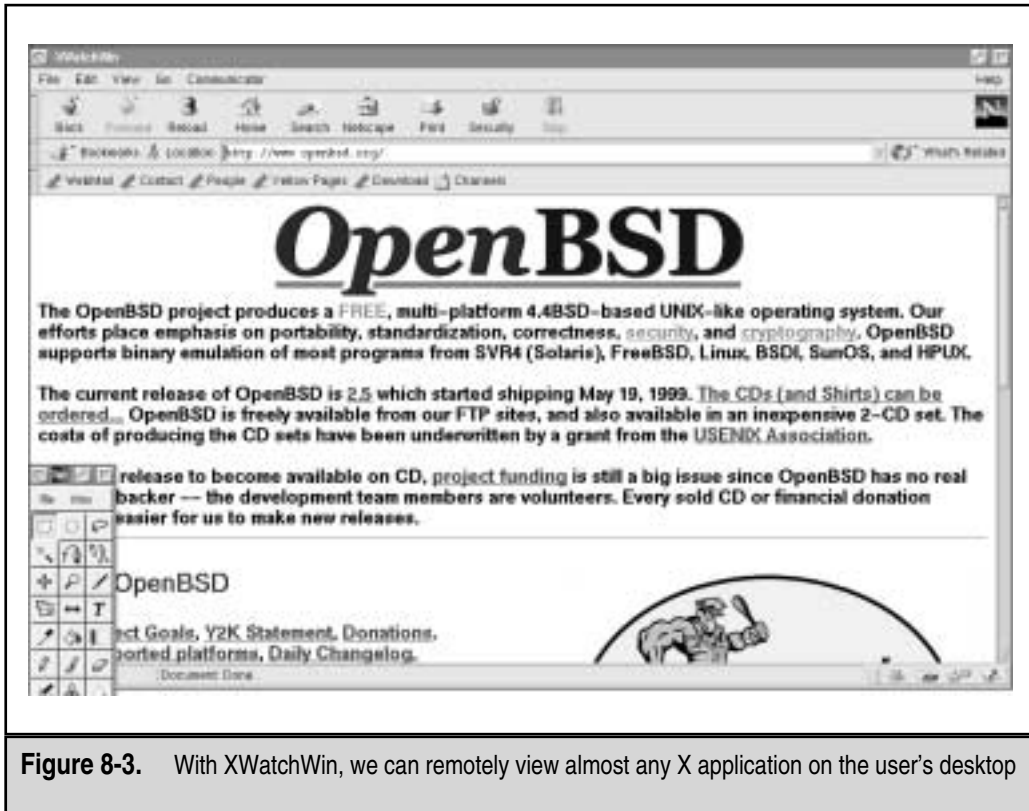 XWatchWin
File Edit View Go Communicator Help
Back Forward Reload Home Search Netscape Print Security Stop
Bookmarks Location http://www.openbsd.org/ What's Related
WebMail Contact People Yellow Pages Download Channels
OpenBSD
The OpenBSD project produces a FREE, multi-platform 4.4BSD-based UNIX-like operating system. Our
efforts place emphasis on portability, standardization, correctness, security, and cryptography. OpenBSD
supports binary emulation of most programs from SVR4 (Solaris), FreeBSD, Linux, BSDI, SunOS, and HPUX.
The current release of OpenBSD is 2.5 which started shipping May 19, 1999. The CDs (and Shirts) can be
ordered... OpenBSD is freely available from our FTP sites, and also available in an inexpensive 2-CD set. The
costs of producing the CD sets have been underwritten by a grant from the USENIX Association.
release to become available on CD, project funding is still a big issue since OpenBSD has no real
backer -- the development team members are volunteers. Every sold CD or financial donation
easier for us to make new releases.
OpenBSD
ect Goals, Y2K Statement, Donations.
ported platforms, Daily Changelog.
Document: Done
Figure 8-3. With XWatchWin, we can remotely view almost any X application on the user's desktop